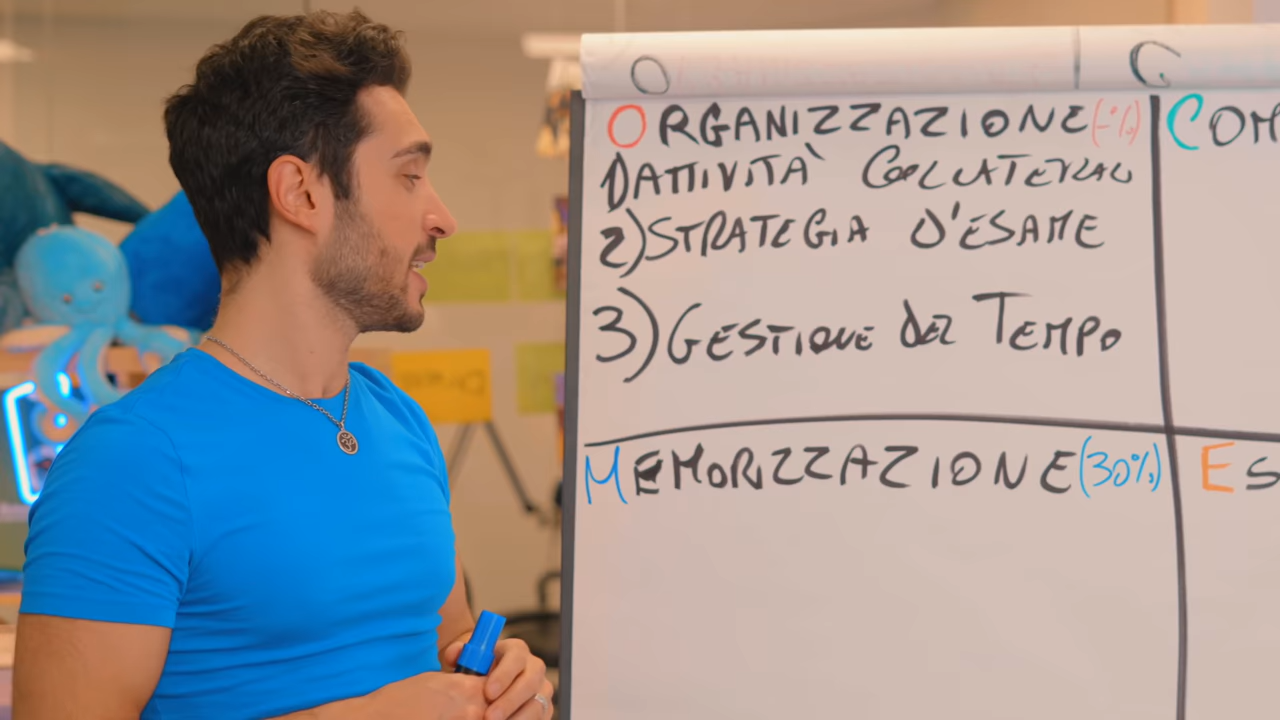 O C
ORGANIZZAZIONE (-%) COM
1) ATTIVITÀ COLLATERALI
2) STRATEGIA D'ESAME
3) GESTIONE DEL TEMPO
MEMORIZZAZIONE (30%) ES